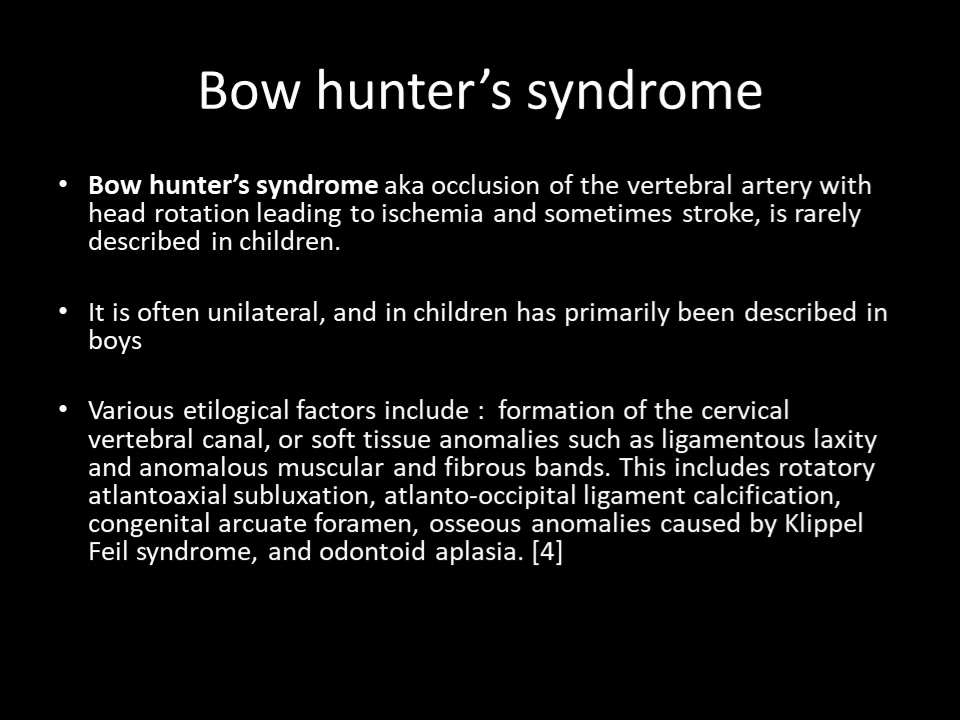 Bow hunter’s syndrome
• Bow hunter’s syndrome aka occlusion of the vertebral artery with
head rotation leading to ischemia and sometimes stroke, is rarely
described in children.
• It is often unilateral, and in children has primarily been described in
boys
• Various etilogical factors include :  formation of the cervical
vertebral canal, or soft tissue anomalies such as ligamentous laxity
and anomalous muscular and fibrous bands. This includes rotatory
atlantoaxial subluxation, atlanto-occipital ligament calcification,
congenital arcuate foramen, osseous anomalies caused by Klippel
Feil syndrome, and odontoid aplasia. [4]